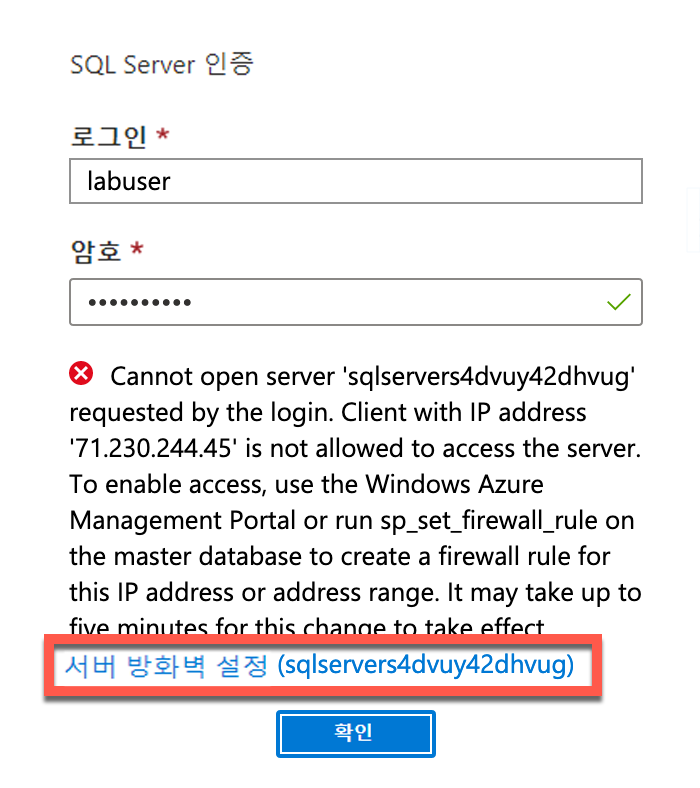 SQL Server 인증
로그인 *
labuser
암호 *
••••••••••
Cannot open server 'sqlservers4dvuy42dhvug'
requested by the login. Client with IP address
'71.230.244.45' is not allowed to access the server.
To enable access, use the Windows Azure
Management Portal or run sp_set_firewall_rule on
the master database to create a firewall rule for
this IP address or address range. It may take up to
five minutes for this change to take effect
서버 방화벽 설정 (sqlservers4dvuy42dhvug)
확인